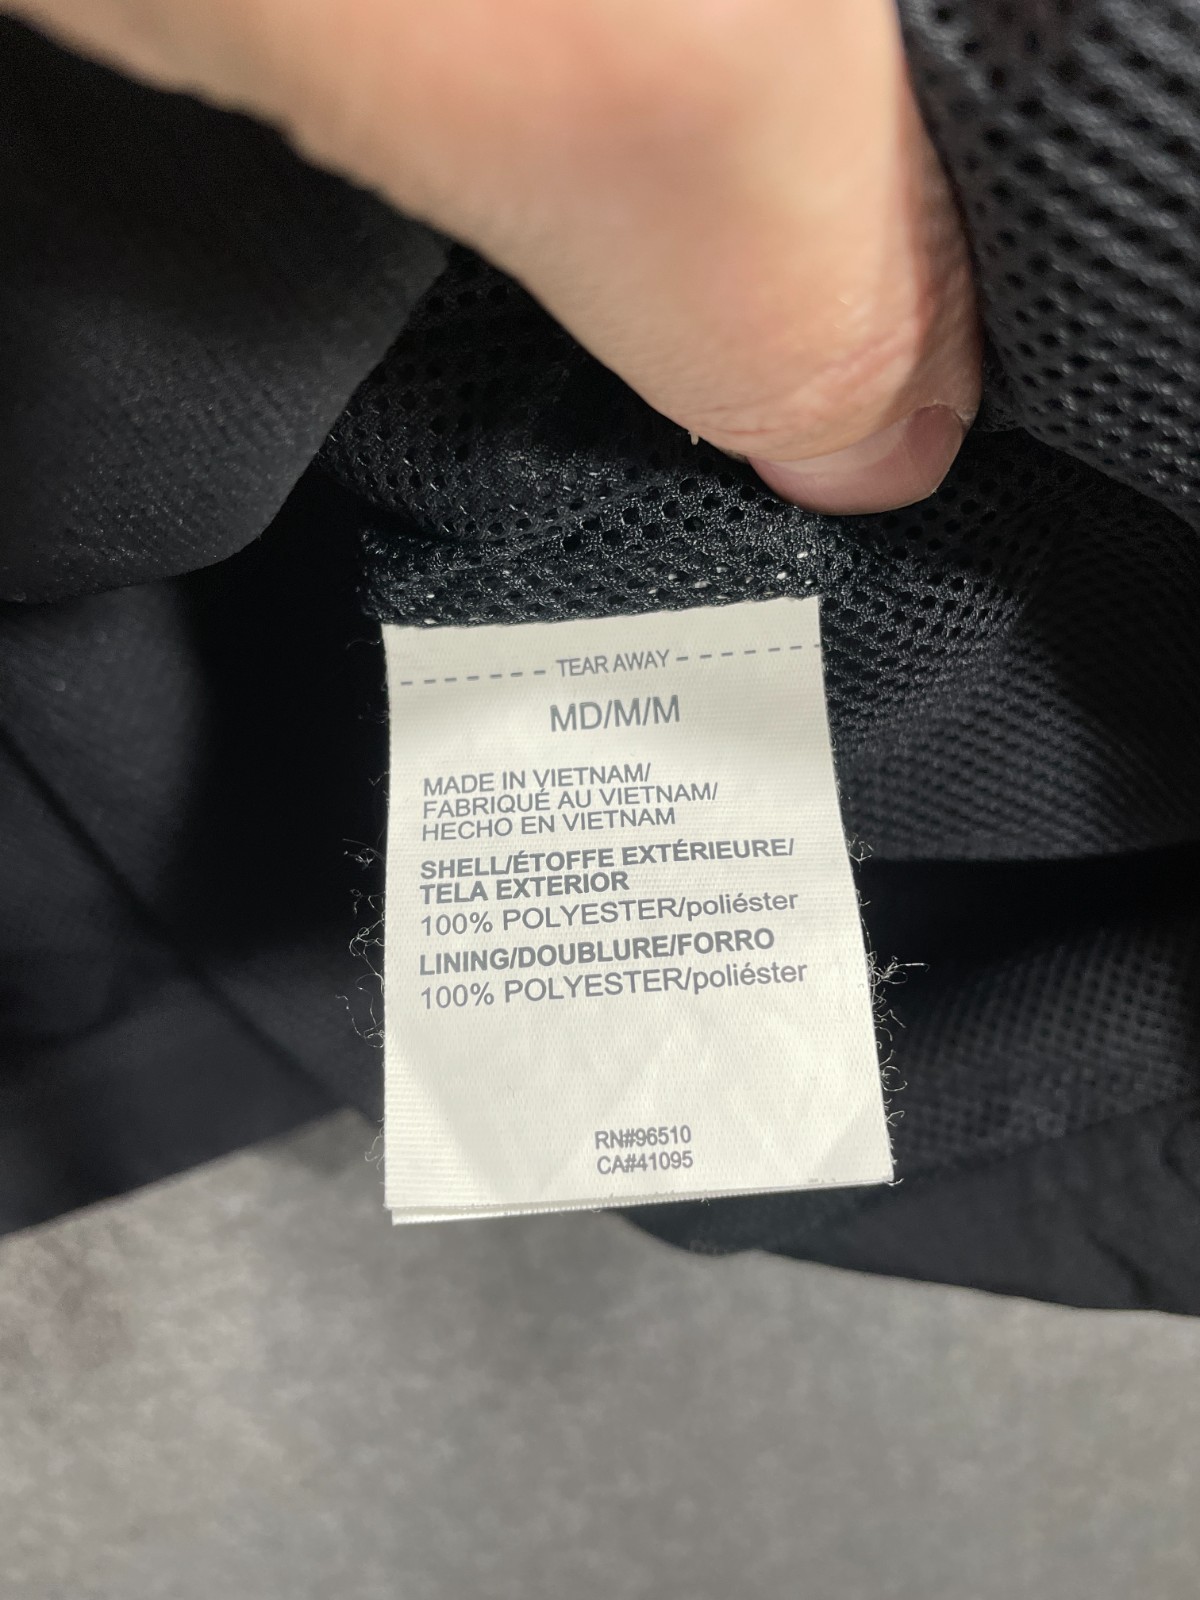 TEAR AWAY
MD/M/M
MADE IN VIETNAM/
FABRIQUÉ AU VIETNAM/
HECHO EN VIETNAM
SHELL/ÉTOFFE EXTÉRIEURE/
TELA EXTERIOR
100% POLYESTER/poliéster
LINING/DOUBLURE/FORRO
100% POLYESTER/poliéster
RN#96510
CA#41095